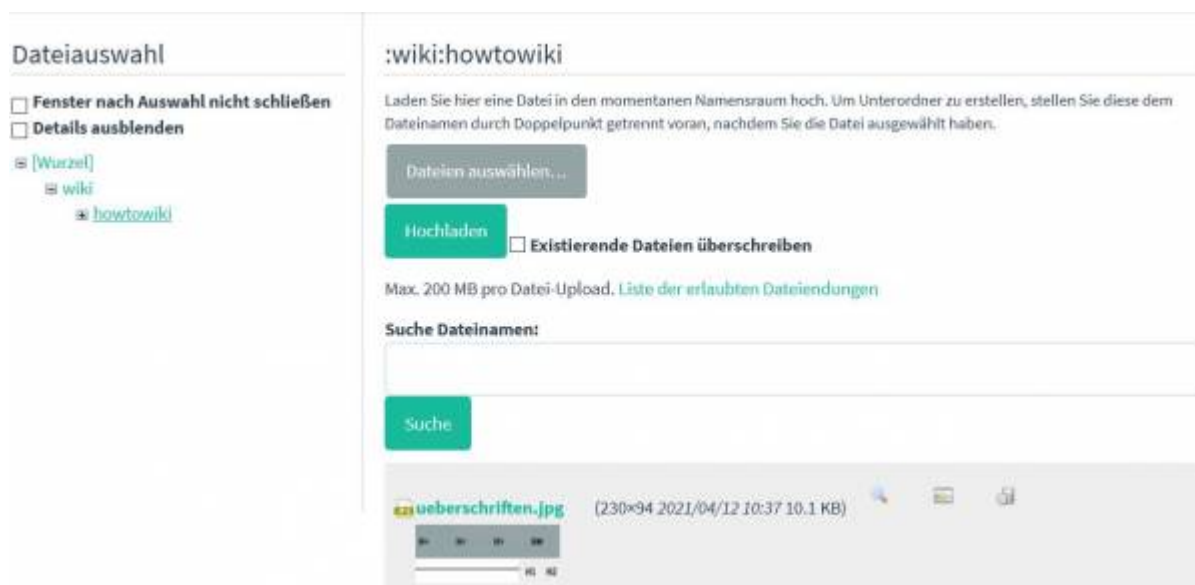 Dateiauswahl
Fenster nach Auswahl nicht schließen
Details ausblenden
[Wurzel]
wiki
howtowiki
:wiki:howtowiki
Laden Sie hier eine Datei in den momentanen Namensraum hoch. Um Unterordner zu erstellen, stellen Sie diese dem
Dateinamen durch Doppelpunkt getrennt voran, nachdem Sie die Datei ausgewählt haben.
Dateien auswählen...
Hochladen
Existierende Dateien überschreiben
Max. 200 MB pro Datei-Upload. Liste der erlaubten Dateiendungen
Suche Dateinamen:
Suche
ueberschriften.jpg (230×94 2021/04/12 10:37 10.1 KB)